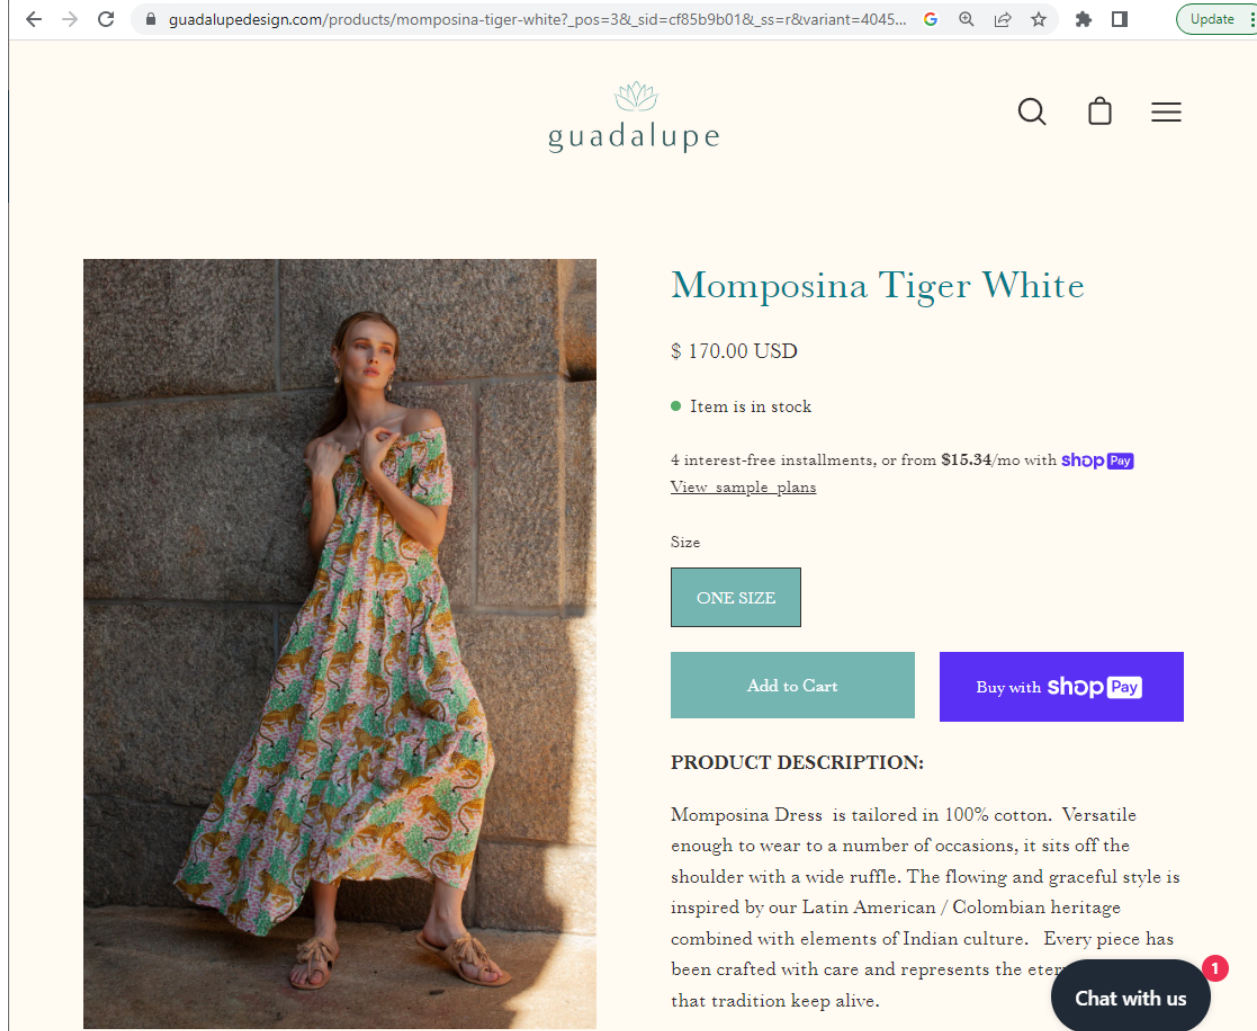 guadalupedesign.com/products/momposina-tiger-white?_pos=3&_sid=cf85b9b01&_ss=r&variant=4045...
Update
guadalupe
Momposina Tiger White
$ 170.00 USD
Item is in stock
4 interest-free installments, or from $15.34/mo with shop Pay
View sample plans
Size
ONE SIZE
Add to Cart
Buy with shop Pay
PRODUCT DESCRIPTION:
Momposina Dress is tailored in 100% cotton. Versatile
enough to wear to a number of occasions, it sits off the
shoulder with a wide ruffle. The flowing and graceful style is
inspired by our Latin American / Colombian heritage
combined with elements of Indian culture. Every piece has
been crafted with care and represents the
that tradition keep alive.
1
Chat with us